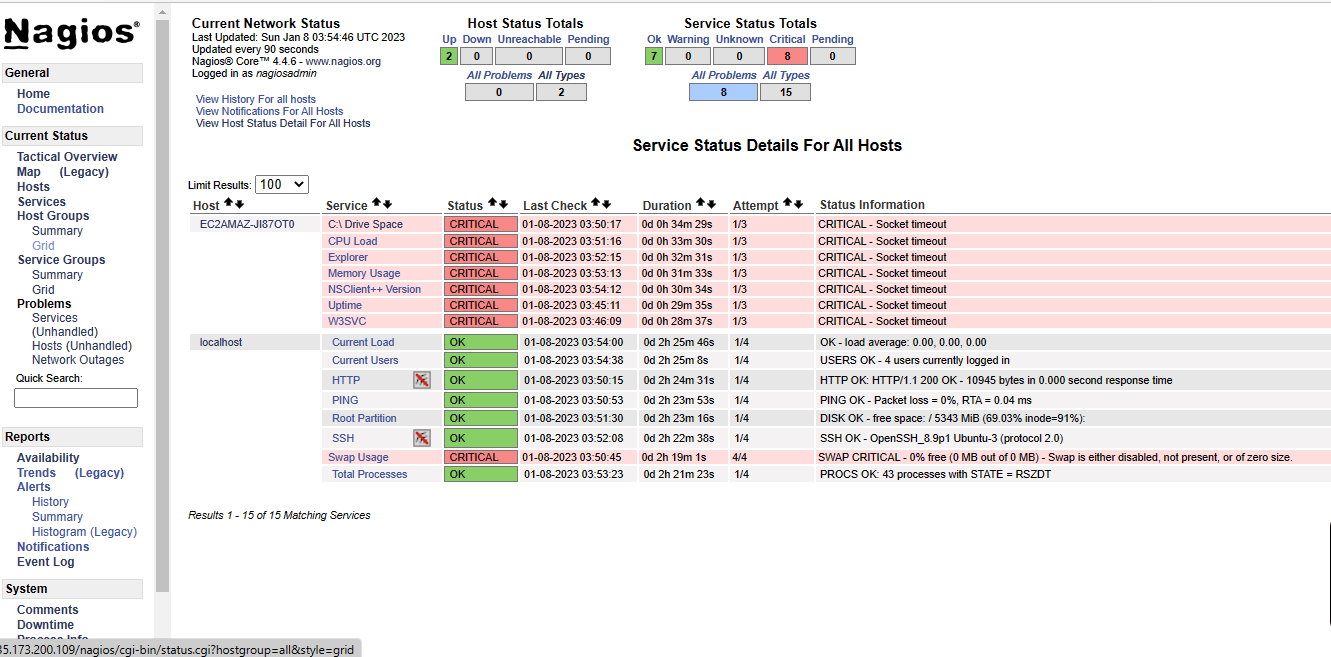 Nagios®
General
Home
Documentation
Current Status
Tactical Overview
Map (Legacy)
Hosts
Services
Host Groups
Summary
Grid
Service Groups
Summary
Grid
Problems
Services
(Unhandled)
Hosts (Unhandled)
Network Outages
Quick Search:
Reports
Availability
Trends (Legacy)
Alerts
History
Summary
Histogram (Legacy)
Notifications
Event Log
System
Comments
Downtime
Process Info
35.173.200.109/nagios/cgi-bin/status.cgi?hostgroup=all&style=grid
Current Network Status
Last Updated: Sun Jan 8 03:54:46 UTC 2023
Updated every 90 seconds
Nagios® Core™ 4.4.6 - www.nagios.org
Logged in as nagiosadmin
View History For all hosts
View Notifications For All Hosts
View Host Status Detail For All Hosts
Host Status Totals
Up Down Unreachable Pending
2 0 0 0
All Problems All Types
0 2
Service Status Totals
Ok Warning Unknown Critical Pending
7 0 0 8 0
All Problems All Types
8 15
Service Status Details For All Hosts
Limit Results: 100
Host Service Status Last Check Duration Attempt Status Information
EC2AMAZ-JI87OT0 C:\ Drive Space CRITICAL 01-08-2023 03:50:17 0d 0h 34m 29s 1/3 CRITICAL - Socket timeout
CPU Load CRITICAL 01-08-2023 03:51:16 0d 0h 33m 30s 1/3 CRITICAL - Socket timeout
Explorer CRITICAL 01-08-2023 03:52:15 0d 0h 32m 31s 1/3 CRITICAL - Socket timeout
Memory Usage CRITICAL 01-08-2023 03:53:13 0d 0h 31m 33s 1/3 CRITICAL - Socket timeout
NSClient++ Version CRITICAL 01-08-2023 03:54:12 0d 0h 30m 34s 1/3 CRITICAL - Socket timeout
Uptime CRITICAL 01-08-2023 03:45:11 0d 0h 29m 35s 1/3 CRITICAL - Socket timeout
W3SVC CRITICAL 01-08-2023 03:46:09 0d 0h 28m 37s 1/3 CRITICAL - Socket timeout
localhost Current Load OK 01-08-2023 03:54:00 0d 2h 25m 46s 1/4 OK - load average: 0.00, 0.00, 0.00
Current Users OK 01-08-2023 03:54:38 0d 2h 25m 8s 1/4 USERS OK - 4 users currently logged in
HTTP OK 01-08-2023 03:50:15 0d 2h 24m 31s 1/4 HTTP OK: HTTP/1.1 200 OK - 10945 bytes in 0.000 second response time
PING OK 01-08-2023 03:50:53 0d 2h 23m 53s 1/4 PING OK - Packet loss = 0%, RTA = 0.04 ms
Root Partition OK 01-08-2023 03:51:30 0d 2h 23m 16s 1/4 DISK OK - free space: / 5343 MiB (69.03% inode=91%):
SSH OK 01-08-2023 03:52:08 0d 2h 22m 38s 1/4 SSH OK - OpenSSH_8.9p1 Ubuntu-3 (protocol 2.0)
Swap Usage CRITICAL 01-08-2023 03:50:45 0d 2h 19m 1s 4/4 SWAP CRITICAL - 0% free (0 MB out of 0 MB) - Swap is either disabled, not present, or of zero size.
Total Processes OK 01-08-2023 03:53:23 0d 2h 21m 23s 1/4 PROCS OK: 43 processes with STATE = RSZDT
Results 1 - 15 of 15 Matching Services